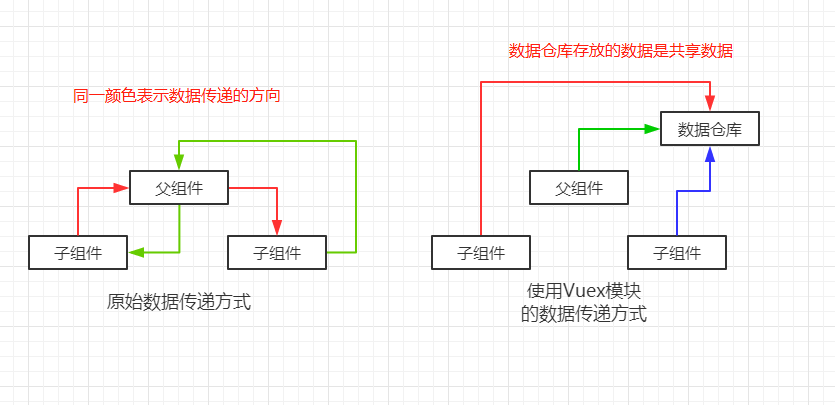 同一颜色表示数据传递的方向
父组件
子组件
子组件
原始数据传递方式
数据仓库存放的数据是共享数据
数据仓库
父组件
子组件
子组件
使用Vuex模块
的数据传递方式